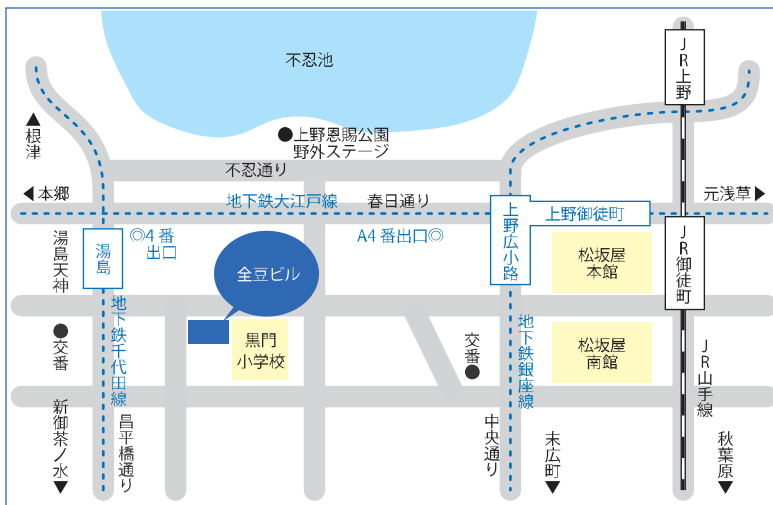 不忍池
JR上野
▲根津
●上野恩賜公園
野外ステージ
不忍通り
◀本郷
地下鉄大江戸線
春日通り
元浅草▶
上野御徒町
上野広小路
湯島天神
湯島
◎4番
出口
A4番出口◎
全豆ビル
松坂屋
本館
JR御徒町
地下鉄千代田線
●交番
黒門
小学校
交番●
地下鉄銀座線
松坂屋
南館
JR山手線
新御茶ノ水▼
昌平橋通り
中央通り
末広町▼
秋葉原▼